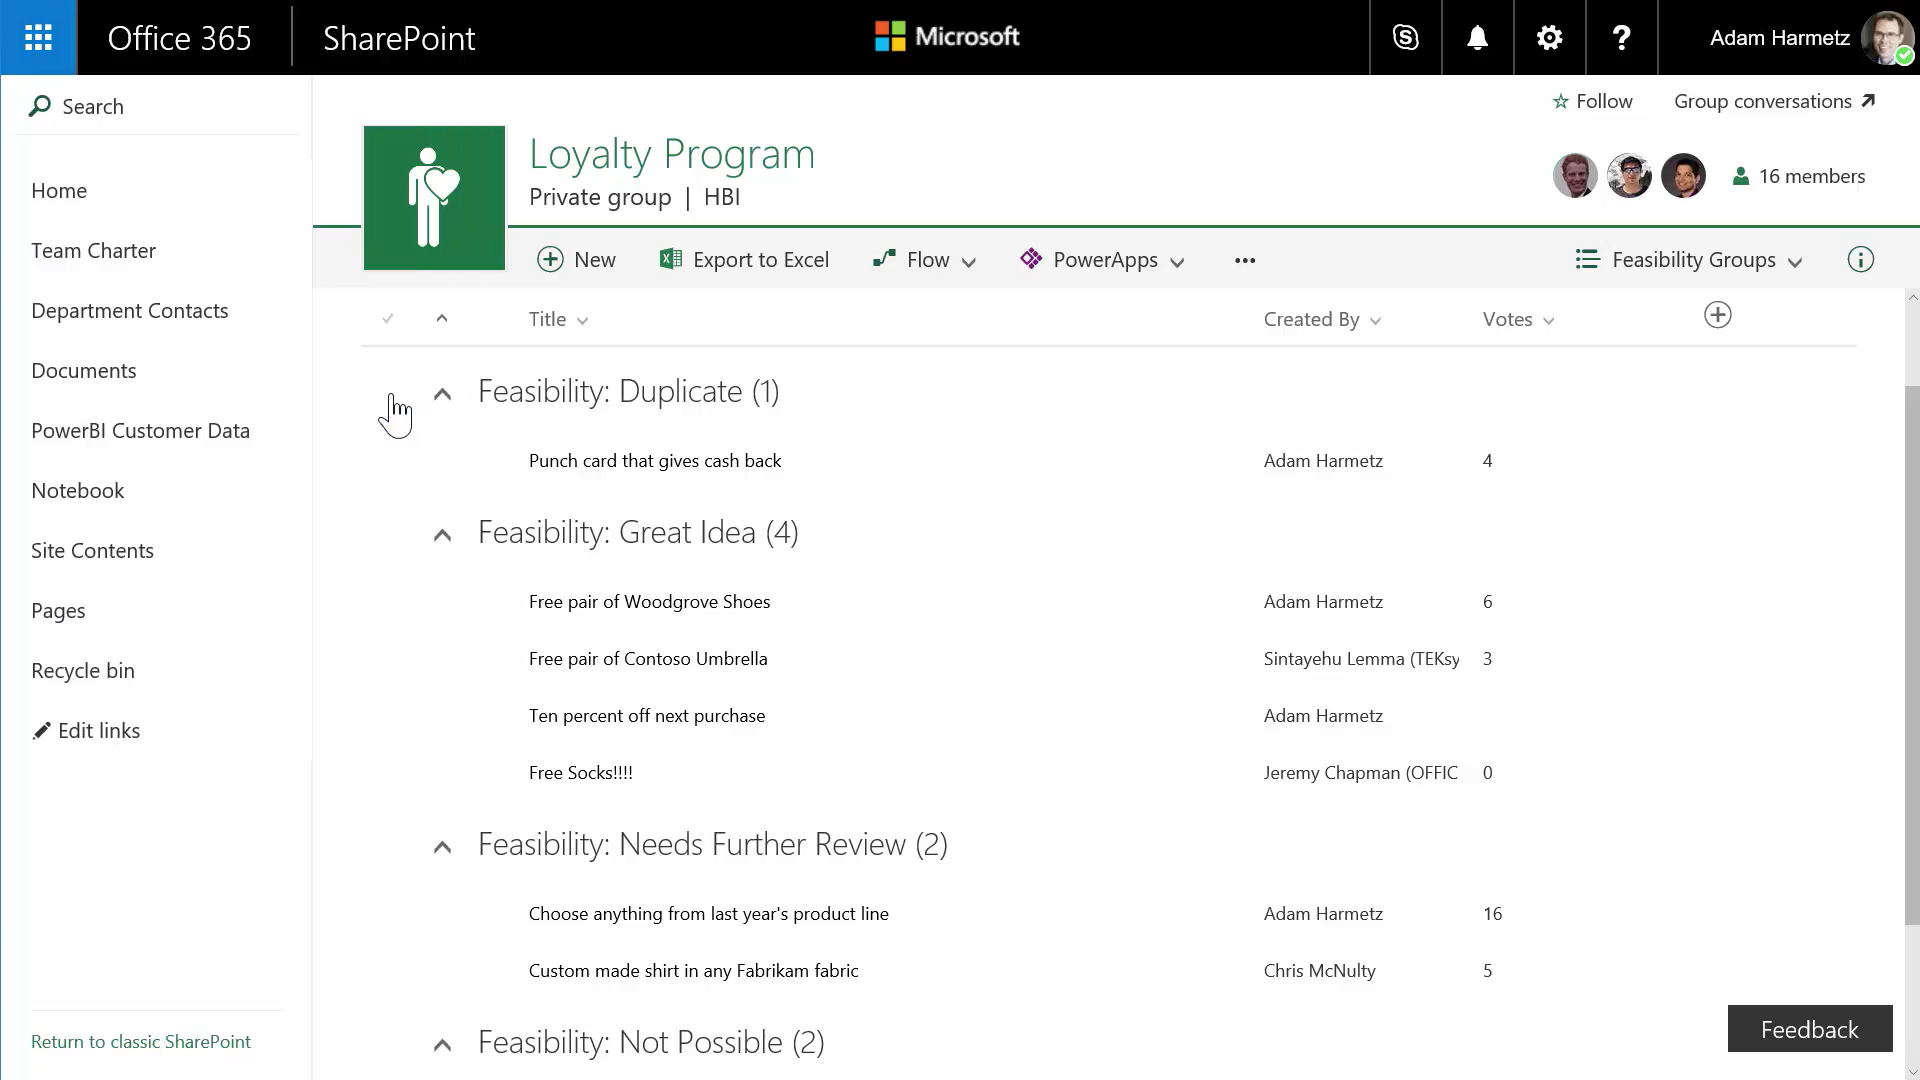 Office 365
SharePoint
Microsoft
Adam Harmetz
Search
Home
Team Charter
Department Contacts
Documents
PowerBI Customer Data
Notebook
Site Contents
Pages
Recycle bin
Edit links
Return to classic SharePoint
Follow
Group conversations
Loyalty Program
Private group | HBI
16 members
New
Export to Excel
Flow
PowerApps
...
Feasibility Groups
Title
Created By
Votes
Feasibility: Duplicate (1)
Punch card that gives cash back Adam Harmetz 4
Feasibility: Great Idea (4)
Free pair of Woodgrove Shoes Adam Harmetz 6
Free pair of Contoso Umbrella Sintayehu Lemma (TEKsy 3
Ten percent off next purchase Adam Harmetz
Free Socks!!!! Jeremy Chapman (OFFIC 0
Feasibility: Needs Further Review (2)
Choose anything from last year's product line Adam Harmetz 16
Custom made shirt in any Fabrikam fabric Chris McNulty 5
Feasibility: Not Possible (2)
Feedback